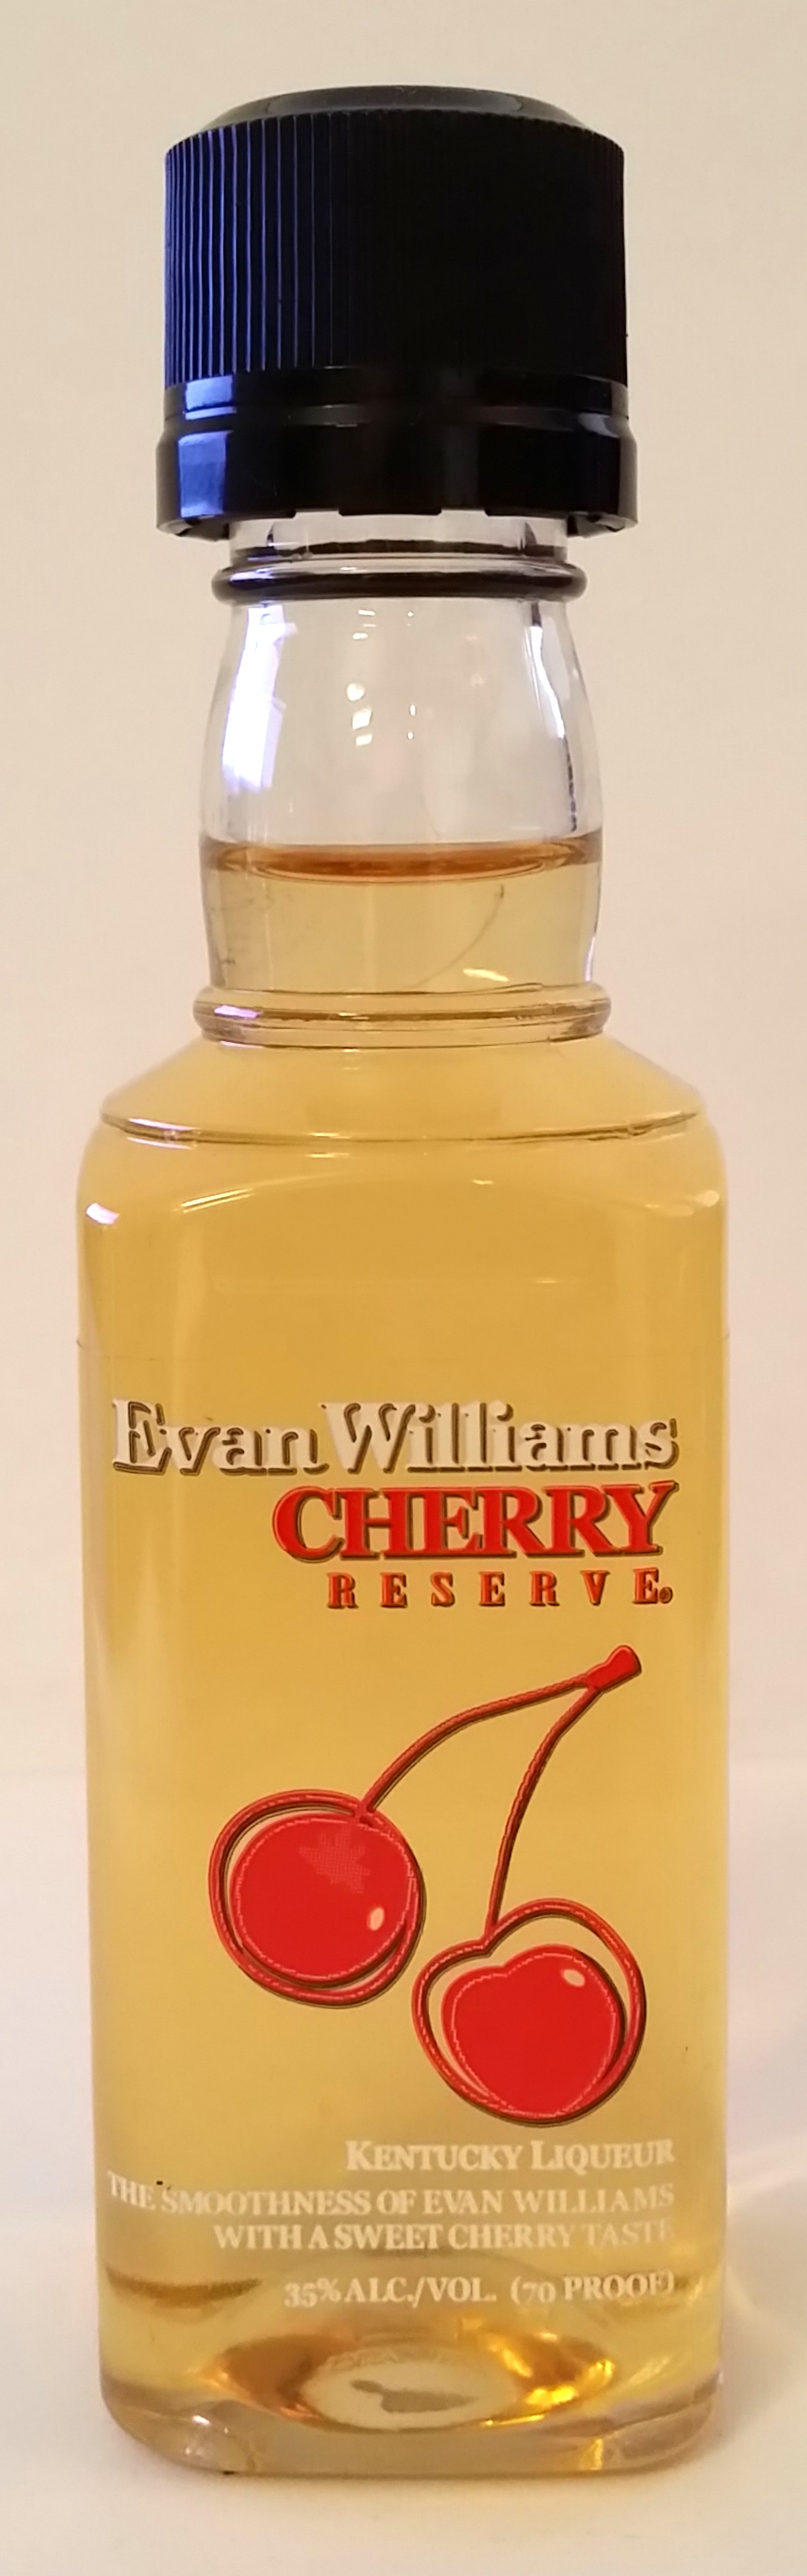 Evan Williams
CHERRY
RESERVE®
KENTUCKY LIQUEUR
THE SMOOTHNESS OF EVAN WILLIAMS
WITH A SWEET CHERRY TASTE
35% ALC./VOL. (70 PROOF)